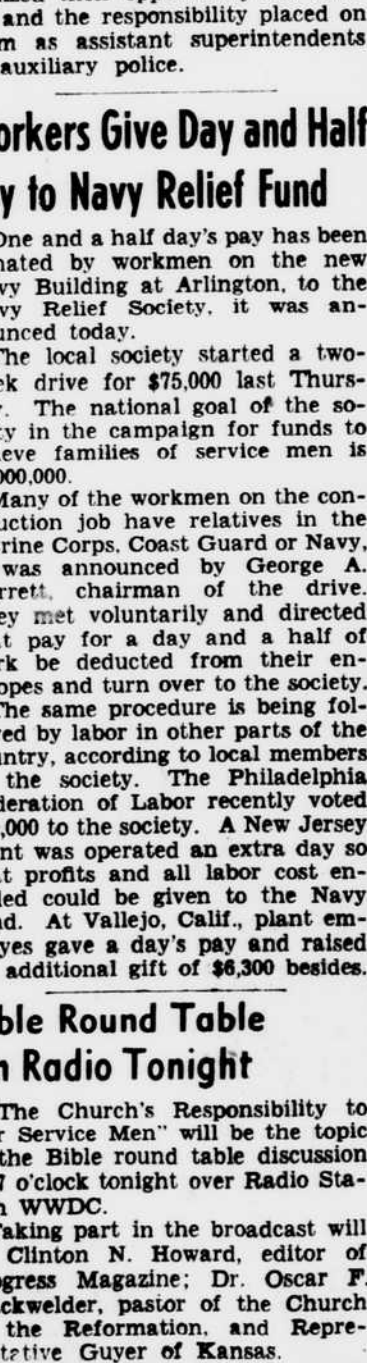 and the responsibility placed on
as assistant superintendents
auxiliary police.
orkers Give Day and Half
y to Navy Relief Fund
One and a half day's pay has been
nated by workmen on the new
vy Building at Arlington, to the
vy Relief Society, it was an-
unced today.
The local society started a two-
ek drive for $75,000 last Thurs-
. The national goal of the so-
ty in the campaign for funds to
ieve families of service men is
000,000.
Many of the workmen on the con-
uction job have relatives in the
rine Corps, Coast Guard or Navy,
was announced by George A.
rrett, chairman of the drive.
ey met voluntarily and directed
t pay for a day and a half of
rk be deducted from their en-
opes and turn over to the society.
The same procedure is being fol-
ed by labor in other parts of the
untry, according to local members
the society. The Philadelphia
deration of Labor recently voted
,000 to the society. A New Jersey
nt was operated an extra day so
t profits and all labor cost en-
led could be given to the Navy
nd. At Vallejo, Calif., plant em-
yes gave a day's pay and raised
additional gift of $6,300 besides.
ble Round Table
n Radio Tonight
The Church's Responsibility to
r Service Men" will be the topic
the Bible round table discussion
7 o'clock tonight over Radio Sta-
n WWDC.
Taking part in the broadcast will
Clinton N. Howard, editor of
ogress Magazine; Dr. Oscar F.
ckwelder, pastor of the Church
the Reformation, and Repre-
tative Guyer of Kansas.